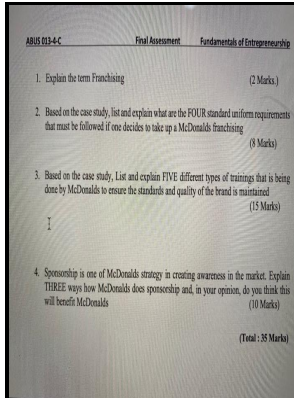 ABUS 013-4-C Final Assessment Fundamentals of Entrepreneurship
1. Explain the term Franchising
(2 Marks.)
2. Based on the case study, list and explain what are the FOUR standard uniform requirements
that must be followed if one decides to take up a McDonalds franchising
(8 Marks)
3. Based on the case study, List and explain FIVE different types of trainings that is being
done by McDonalds to ensure the standards and quality of the brand is maintained
(15 Marks)
4. Sponsorship is one of McDonalds strategy in creating awareness in the market. Explain
THREE ways how McDonalds does sponsorship and, in your opinion, do you think this
will benefit McDonalds
(10 Marks)
(Total : 35 Marks)